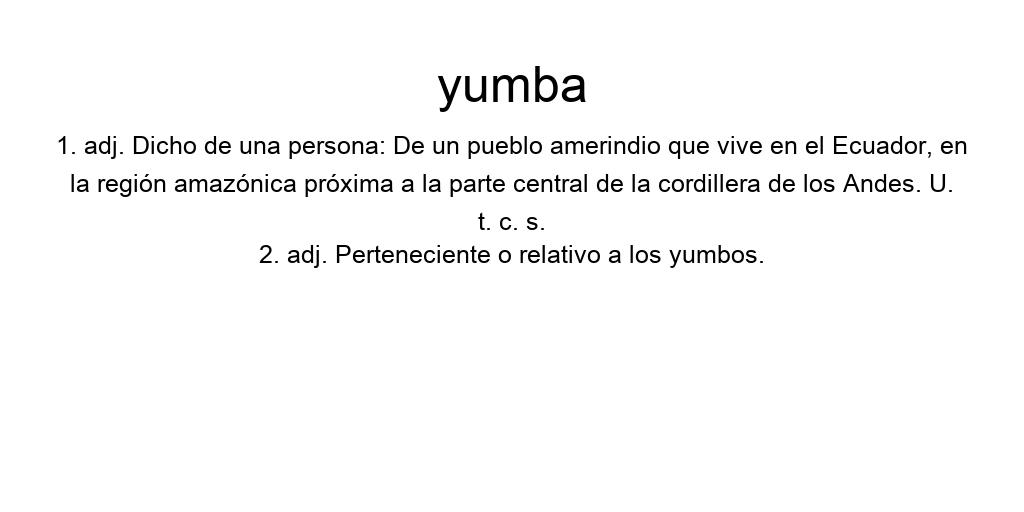 yumba
1. adj. Dicho de una persona: De un pueblo amerindio que vive en el Ecuador, en
la región amazónica próxima a la parte central de la cordillera de los Andes. U.
t. c. s.
2. adj. Perteneciente o relativo a los yumbos.